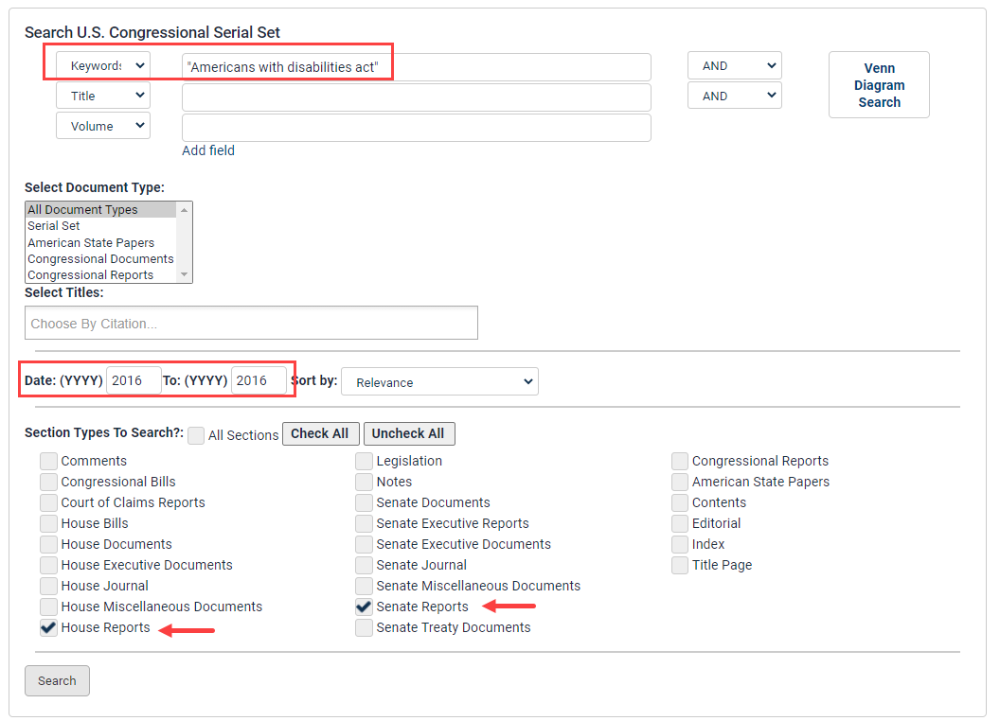 Search U.S. Congressional Serial Set
Keywords "Americans with disabilities act" AND
Title AND
Volume
Venn
Diagram
Search
Add field
Select Document Type:
All Document Types
Serial Set
American State Papers
Congressional Documents
Congressional Reports
Select Titles:
Choose By Citation...
Date: (YYYY) 2016 To: (YYYY) 2016 Sort by: Relevance
Section Types To Search?: All Sections Check All Uncheck All
Comments Legislation Congressional Reports
Congressional Bills Notes American State Papers
Court of Claims Reports Senate Documents Contents
House Bills Senate Executive Reports Editorial
House Documents Senate Executive Documents Index
House Executive Documents Senate Journal Title Page
House Journal Senate Miscellaneous Documents
House Miscellaneous Documents Senate Reports
House Reports Senate Treaty Documents
Search